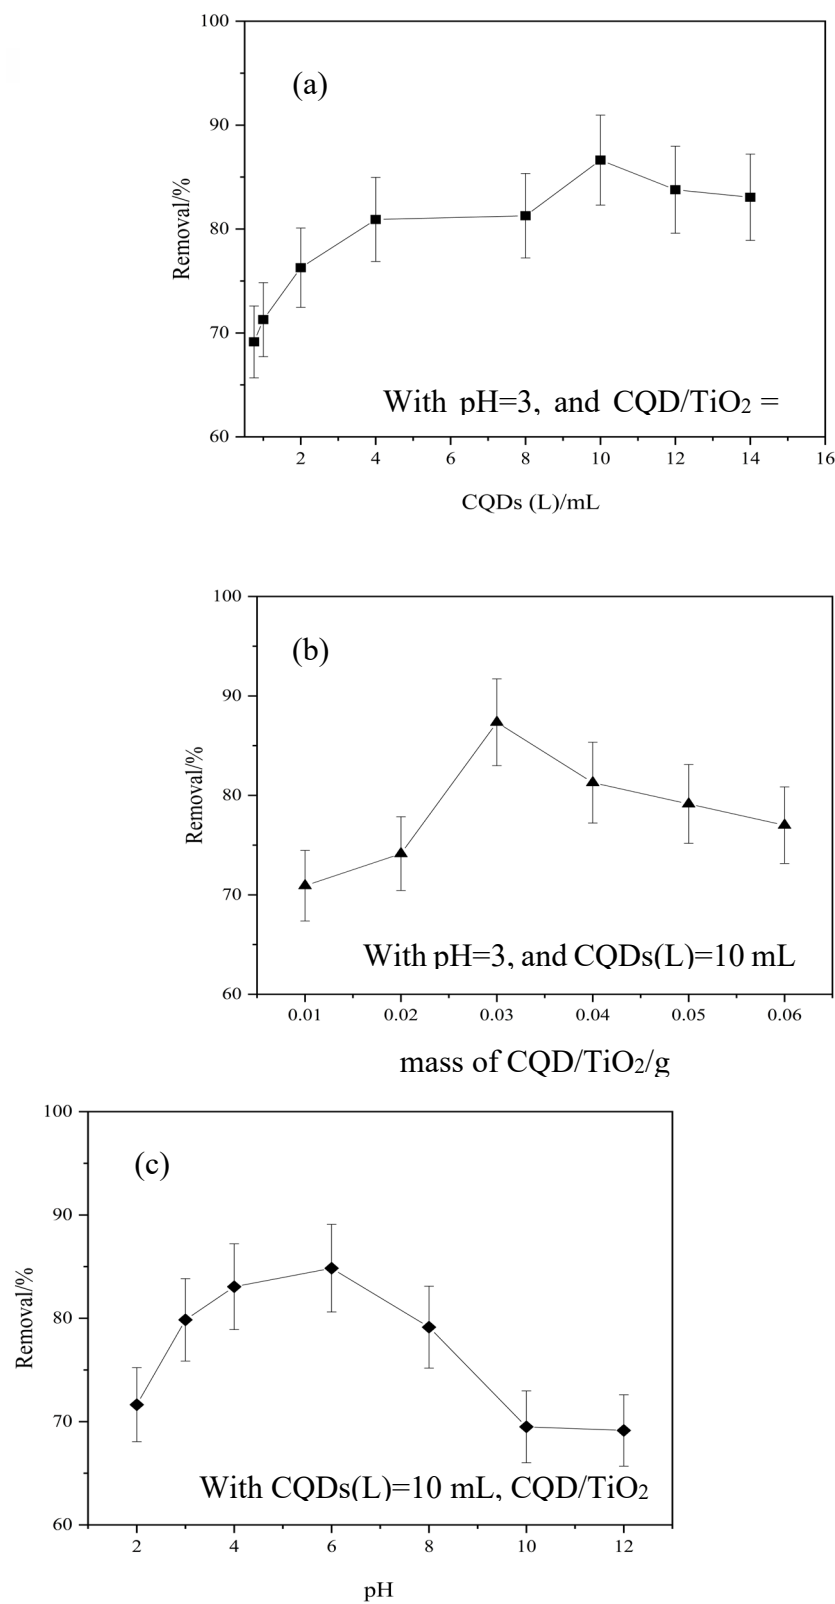 100
(a)
90
80
Removal/%
70
With pH=3, and CQD/TiO₂ =
60
2 4 6 8 10 12 14 16
CQDs (L)/mL
100
(b)
90
80
Removal/%
70
With pH=3, and CQDs(L)=10 mL
60
0.01 0.02 0.03 0.04 0.05 0.06
mass of CQD/TiO₂/g
100
(c)
90
80
Removal/%
70
With CQDs(L)=10 mL, CQD/TiO₂
60
2 4 6 8 10 12
pH